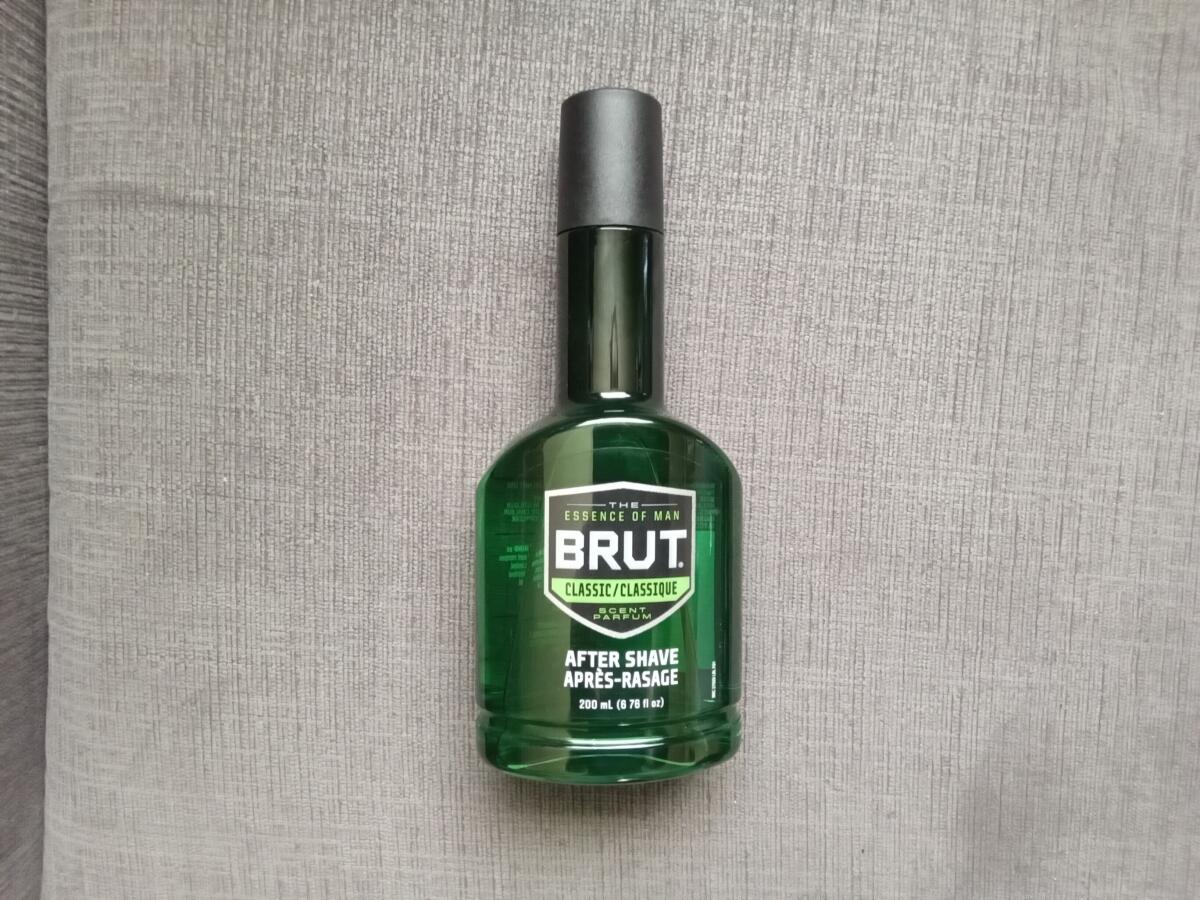 THE
ESSENCE OF MAN
BRUT®
CLASSIC/CLASSIQUE
SCENT
PARFUM
AFTER SHAVE
APRÈS-RASAGE
200 mL (6 76 fl oz)